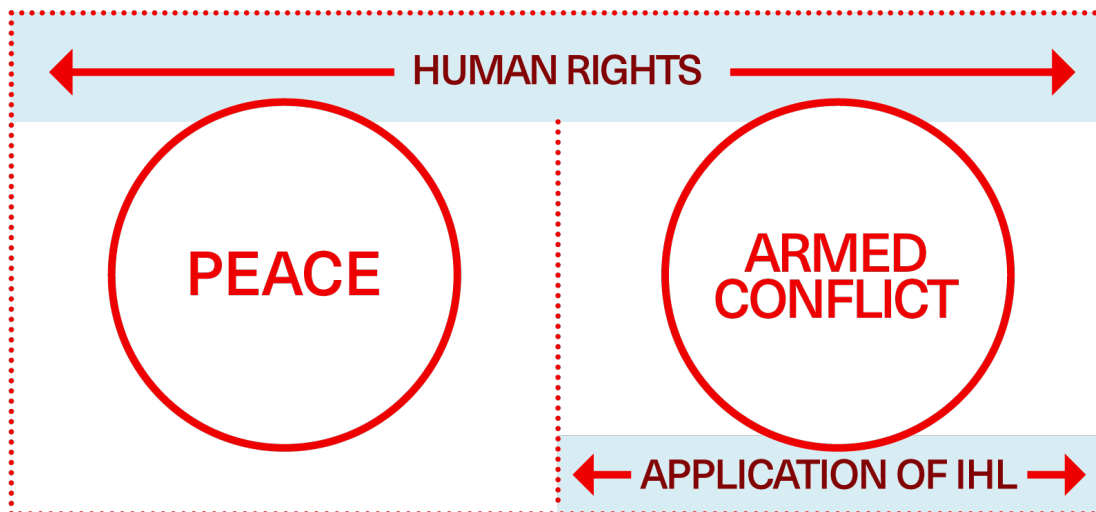 HUMAN RIGHTS
PEACE
ARMED
CONFLICT
APPLICATION OF IHL